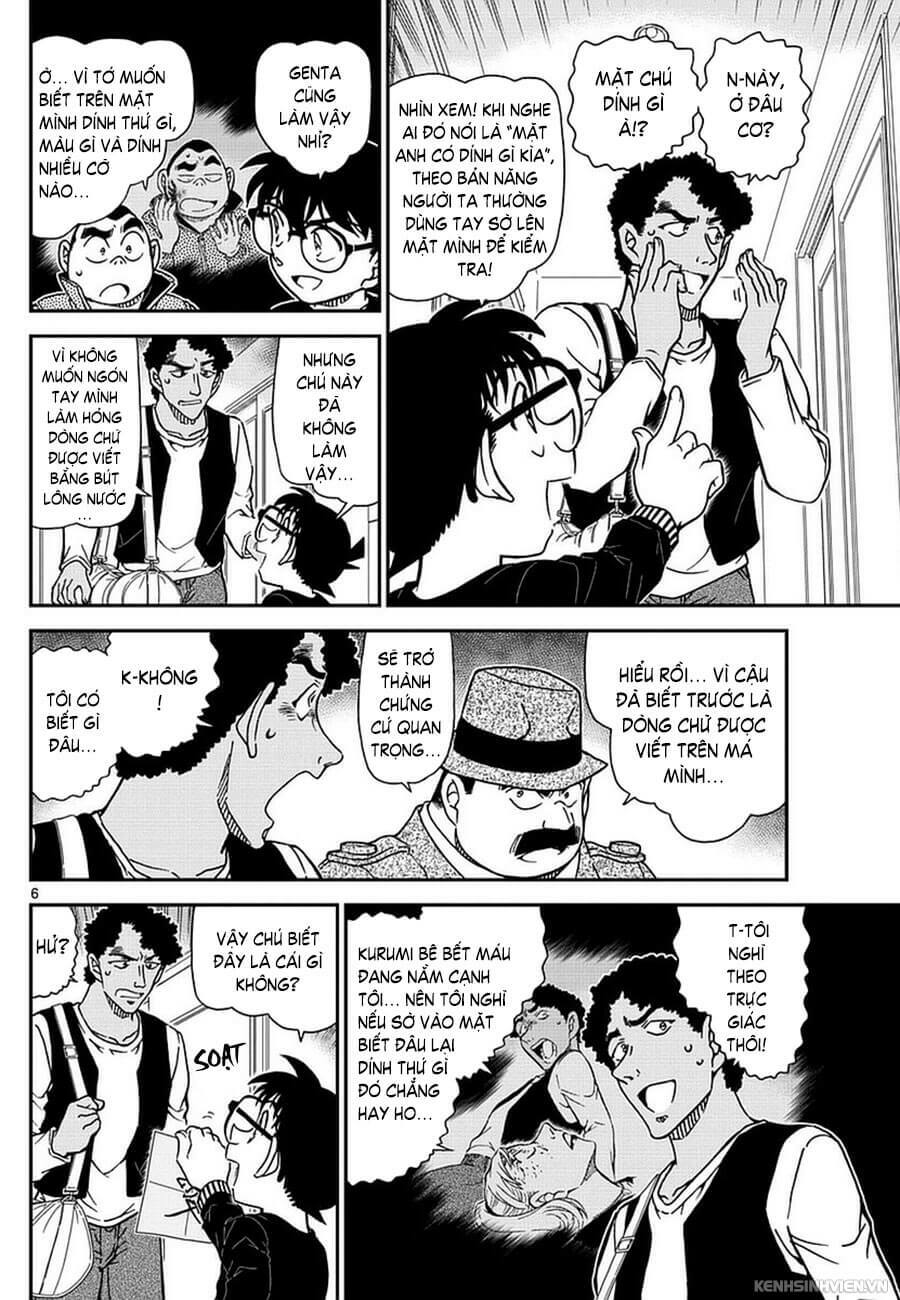 N-NÀY,
Ở ĐÂU
CƠ?
MẶT CHÚ
DÍNH GÌ
À!?
NHÌN XEM! KHI NGHE
AI ĐÓ NÓI LÀ "MẶT
ANH CÓ DÍNH GÌ KÌA",
THEO BẢN NĂNG
NGƯỜI TA THƯỜNG
DÙNG TAY SỜ LÊN
MẶT MÌNH ĐỂ KIỂM
TRA!
GENTA
CŨNG
LÀM VẬY
NHỈ?
Ở... VÌ TỚ MUỐN
BIẾT TRÊN MẶT
MÌNH DÍNH THỨ GÌ,
MÀU GÌ VÀ DÍNH
NHIỀU CỠ
NÀO...
NHƯNG
CHÚ NÀY
ĐÃ
KHÔNG
LÀM
VẬY...
VÌ KHÔNG
MUỐN NGÓN
TAY MÌNH
LÀM HỎNG
DÒNG CHỮ
ĐƯỢC VIẾT
BẰNG BÚT
LÔNG NƯỚC
...
HIỂU RỒI... VÌ CẬU
ĐÃ BIẾT TRƯỚC LÀ
DÒNG CHỮ ĐƯỢC
VIẾT TRÊN MÁ
MÌNH...
SẼ TRỞ
THÀNH
CHỨNG
CỨ QUAN
TRỌNG...
K-KHÔNG
!
TÔI CÓ
BIẾT GÌ
ĐÂU...
6
T-TÔI
NGHĨ
THEO
TRỰC
GIÁC
THÔI!
KURUMI BÊ BẾT MÁU
ĐANG NẰM CẠNH
TÔI... NÊN TÔI NGHĨ
NẾU SỜ VÀO MẶT
BIẾT ĐÂU LẠI
DÍNH THỨ GÌ
ĐÓ CHẲNG
HAY HO...
VẬY CHÚ BIẾT
ĐÂY LÀ CÁI GÌ
KHÔNG?
HỬ?
SOẠT
KENHSINHVIEN.VN